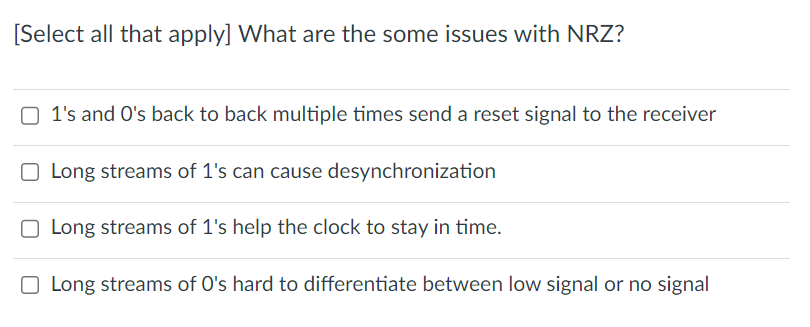 [Select all that apply] What are the some issues with NRZ?
1's and 0's back to back multiple times send a reset signal to the receiver
Long streams of 1's can cause desynchronization
Long streams of 1's help the clock to stay in time.
Long streams of 0's hard to differentiate between low signal or no signal